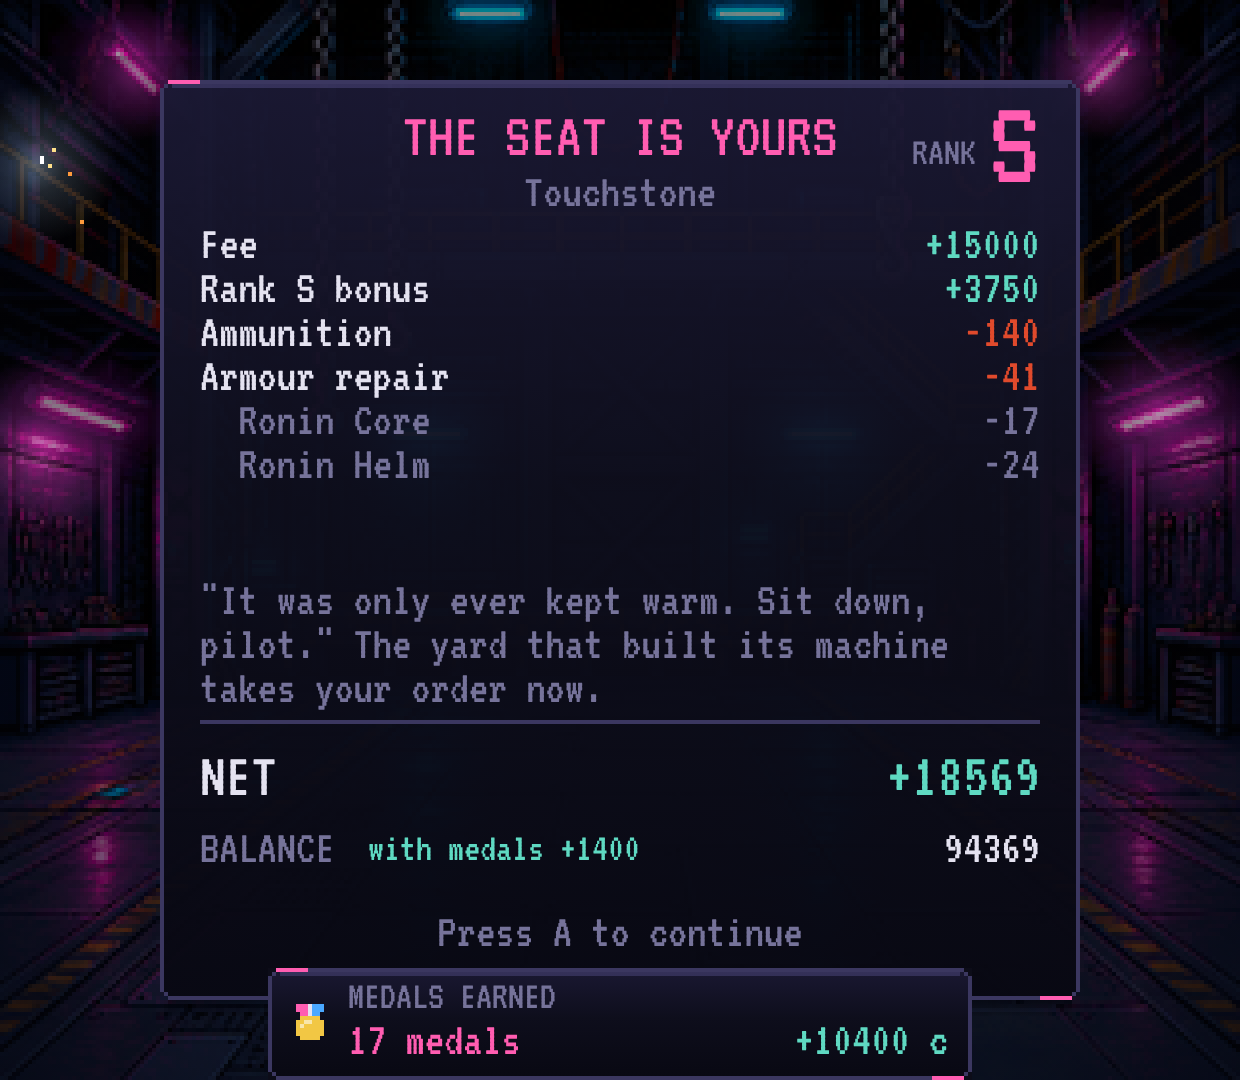 THE SEAT IS YOURS
RANK S
Touchstone
Fee +15000
Rank S bonus +3750
Ammunition -140
Armour repair -41
Ronin Core -17
Ronin Helm -24
"It was only ever kept warm. Sit down,
pilot." The yard that built its machine
takes your order now.
NET +18569
BALANCE with medals +1400 94369
Press A to continue
MEDALS EARNED
17 medals +10400 c